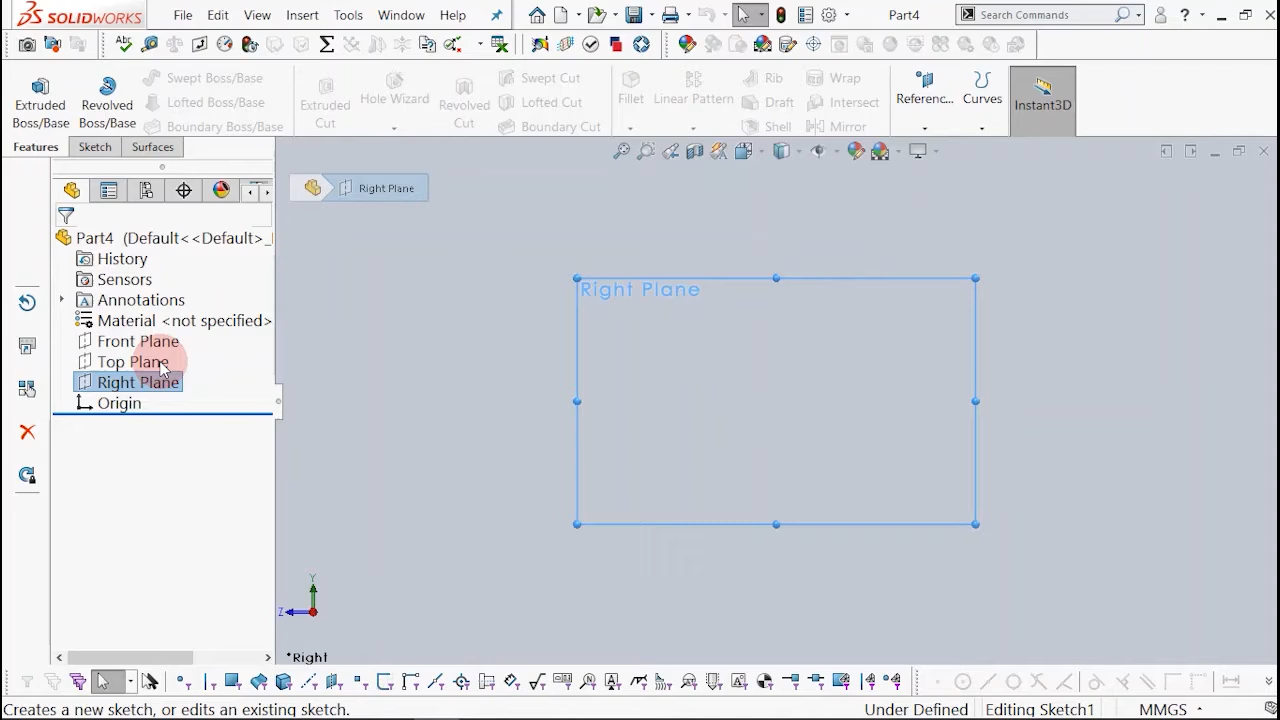 SOLIDWORKS File Edit View Insert Tools Window Help Part4 Search Commands ?
Abc
Extruded Boss/Base
Revolved Boss/Base
Swept Boss/Base
Lofted Boss/Base
Boundary Boss/Base
Extruded Cut
Hole Wizard
Revolved Cut
Swept Cut
Lofted Cut
Boundary Cut
Fillet
Linear Pattern
Rib
Draft
Shell
Wrap
Intersect
Mirror
Referenc...
Curves
Instant3D
Features Sketch Surfaces
Right Plane
Part4 (Default<<Default>_
History
Sensors
Annotations
Material <not specified>
Front Plane
Top Plane
Right Plane
Origin
Right Plane
Y
Z
*Right
Creates a new sketch, or edits an existing sketch. Under Defined Editing Sketch1 MMGS